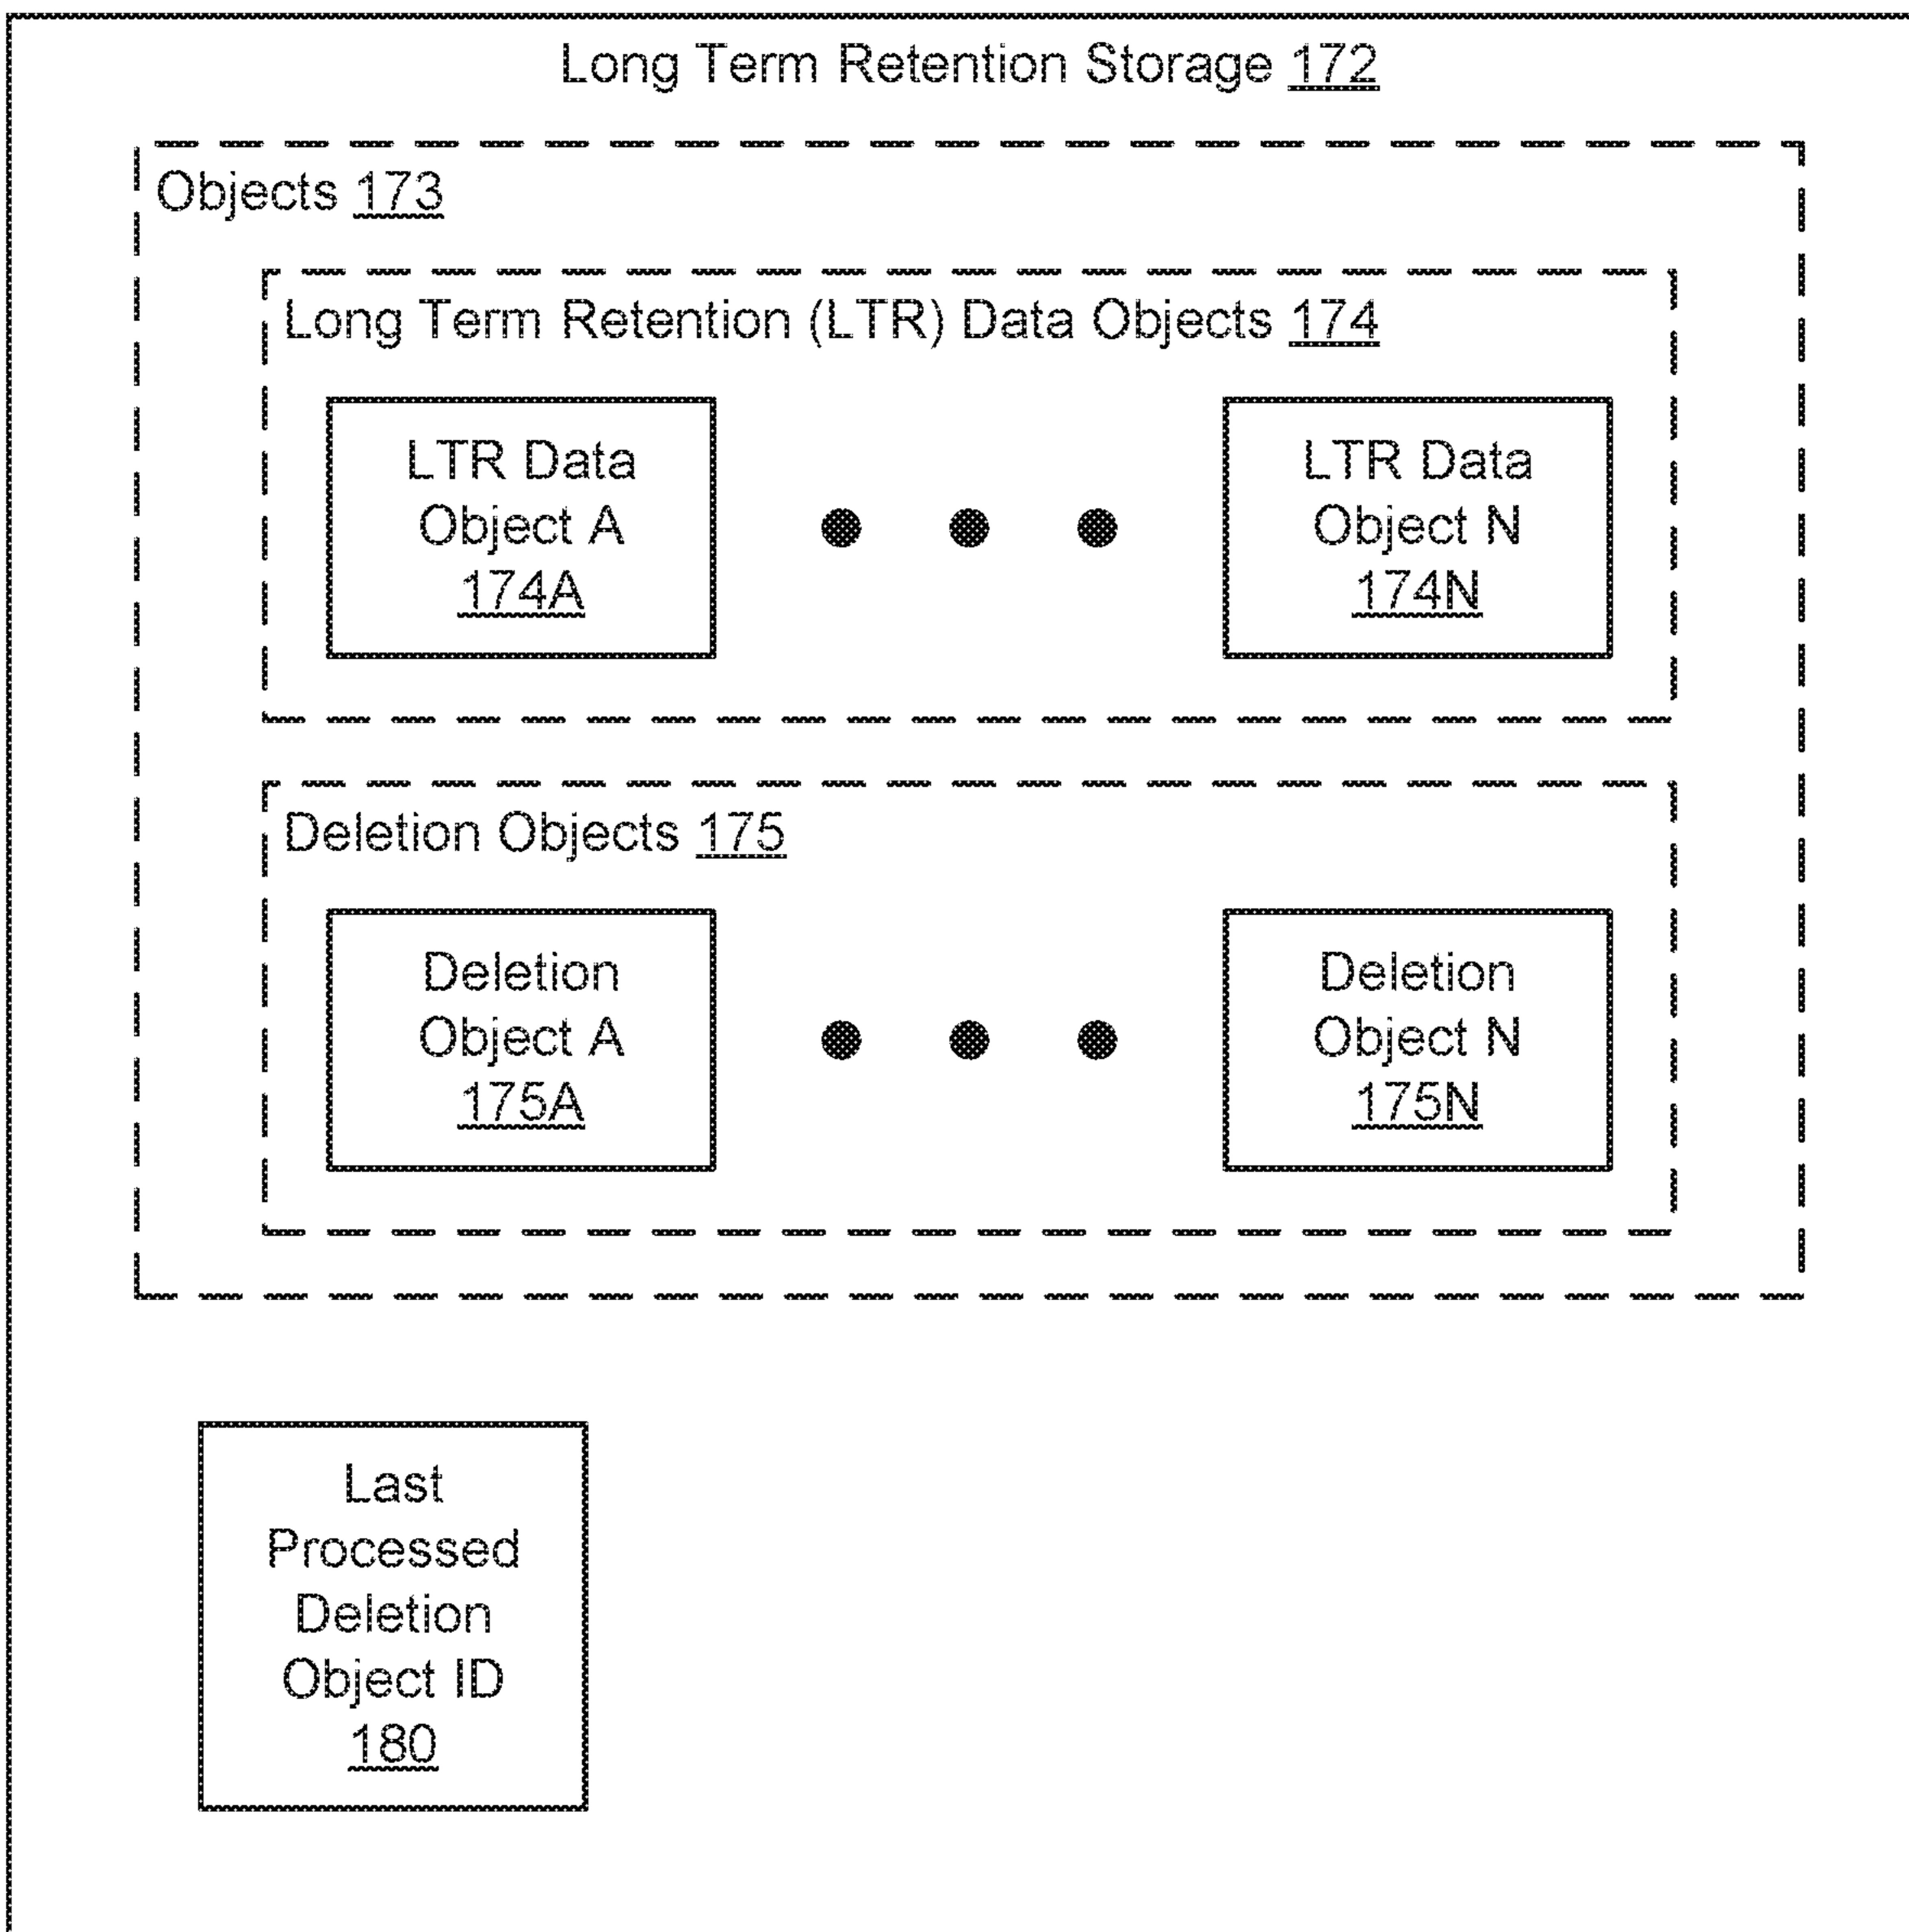 Long Term Retention Storage 172
Objects 173
Long Term Retention (LTR) Data Objects 174
LTR Data
Object A
174A
LTR Data
Object N
174N
Deletion Objects 175
Deletion
Object A
175A
Deletion
Object N
175N
Last
Processed
Deletion
Object ID
180